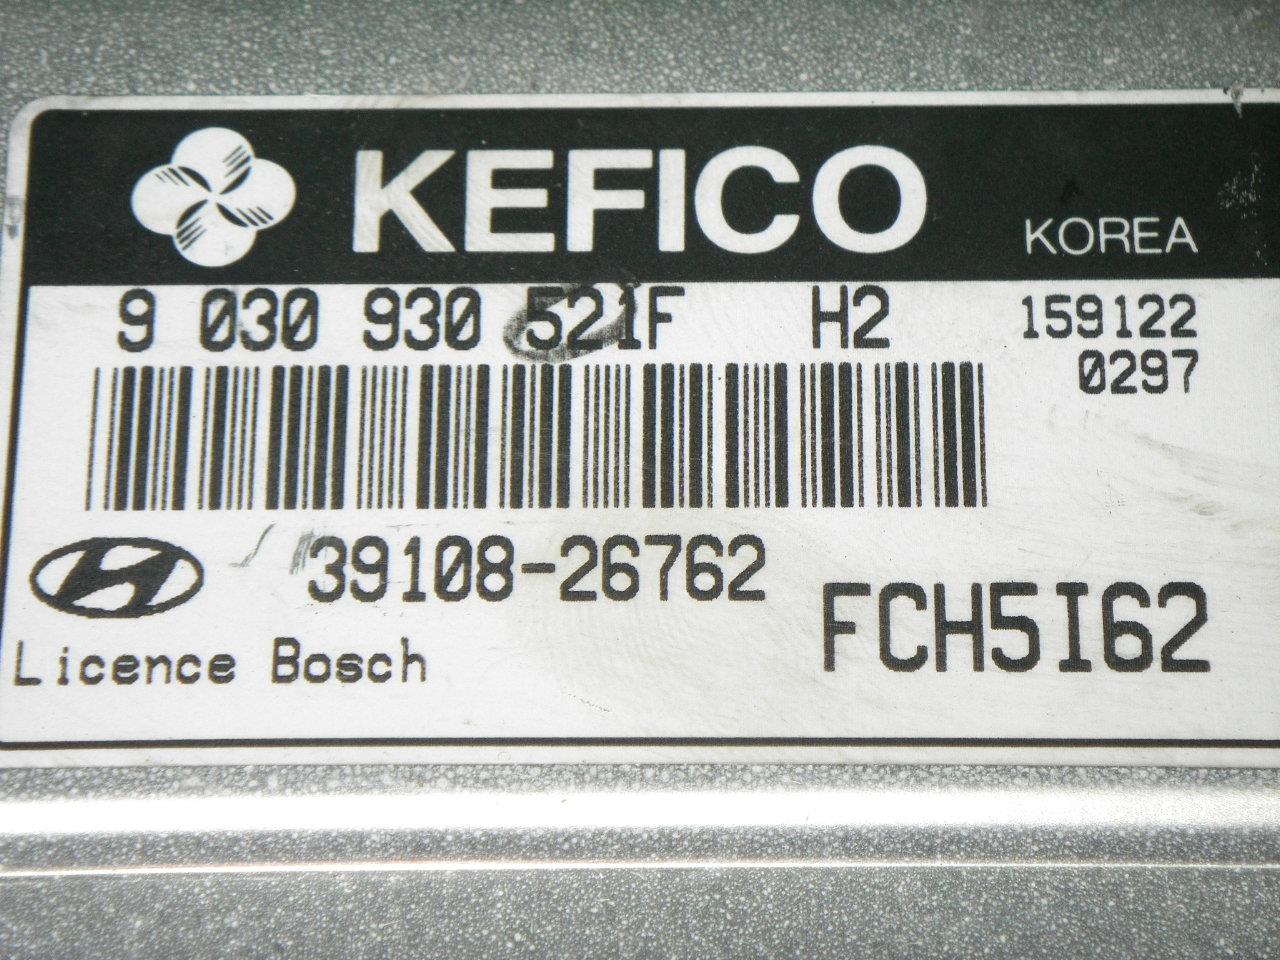 KEFICO KOREA
9 030 930 521F H2 159122
0297
39108-26762
FCH5I62
Licence Bosch